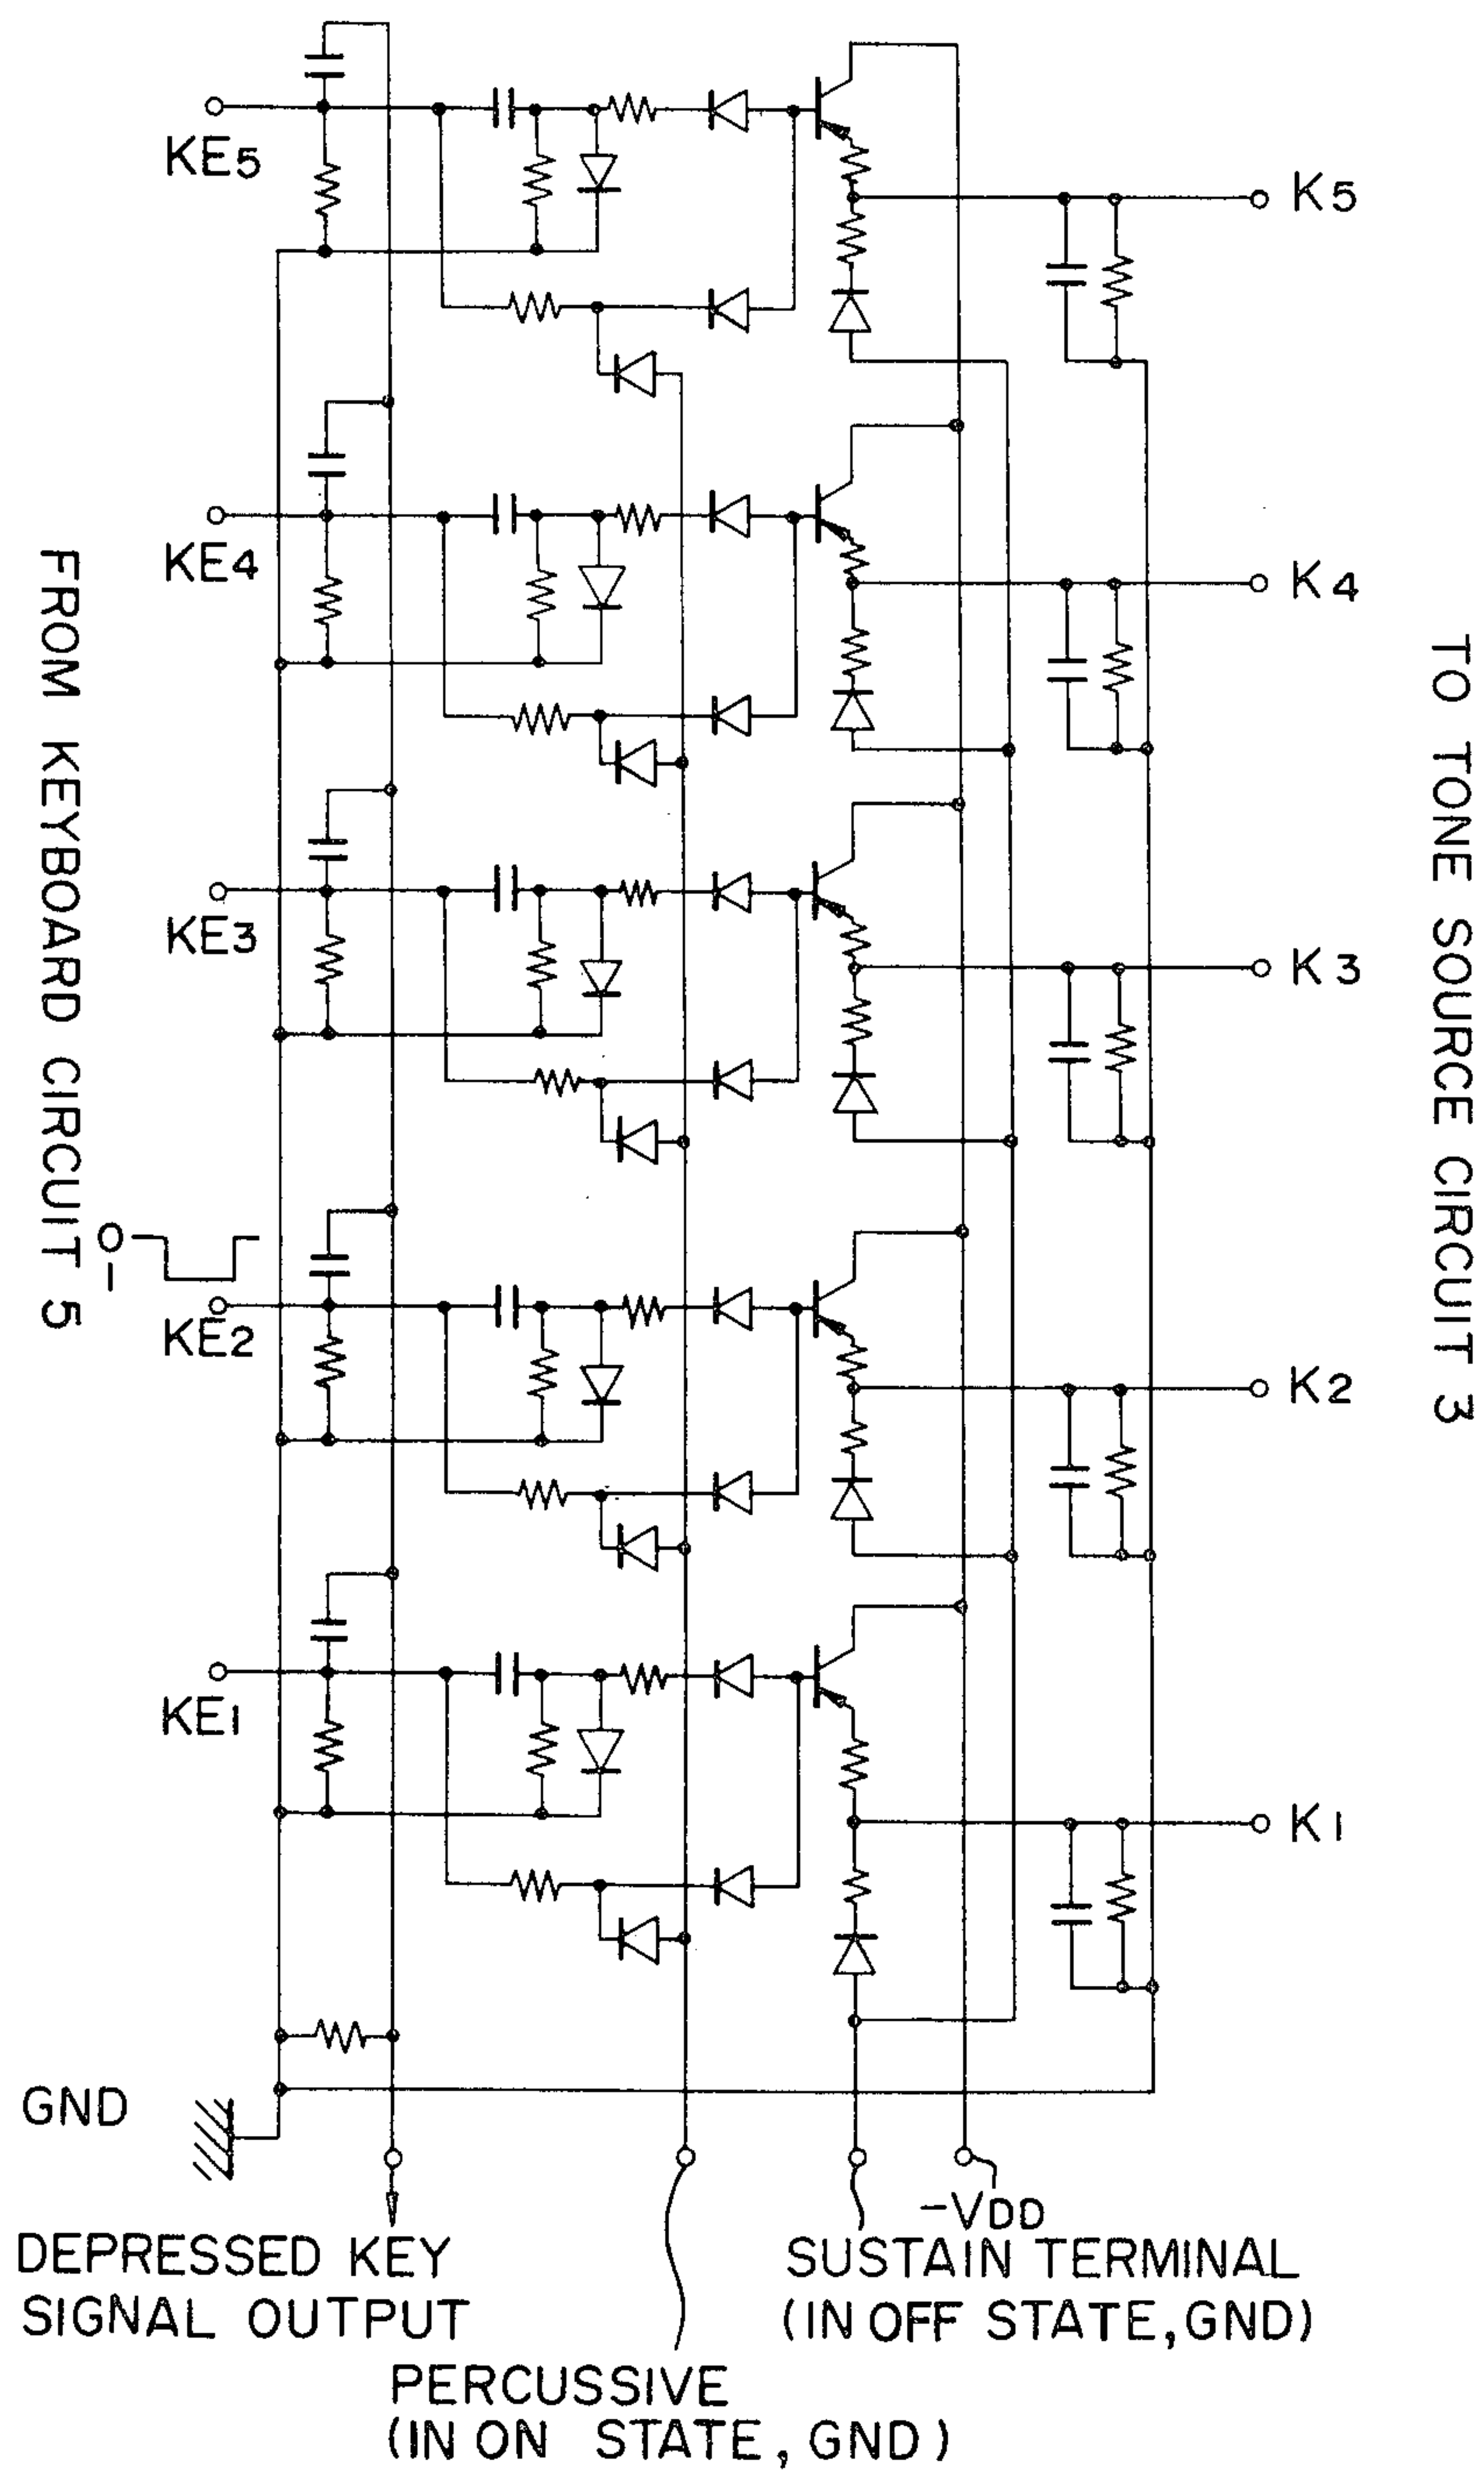 KE5
K5
KE4
K4
KE3
K3
KE2
K2
KE1
K1
FROM KEYBOARD CIRCUIT 5
TO TONE SOURCE CIRCUIT 3
0
-
GND
-VDD
DEPRESSED KEY
SIGNAL OUTPUT
SUSTAIN TERMINAL
(IN OFF STATE, GND)
PERCUSSIVE
(IN ON STATE, GND)